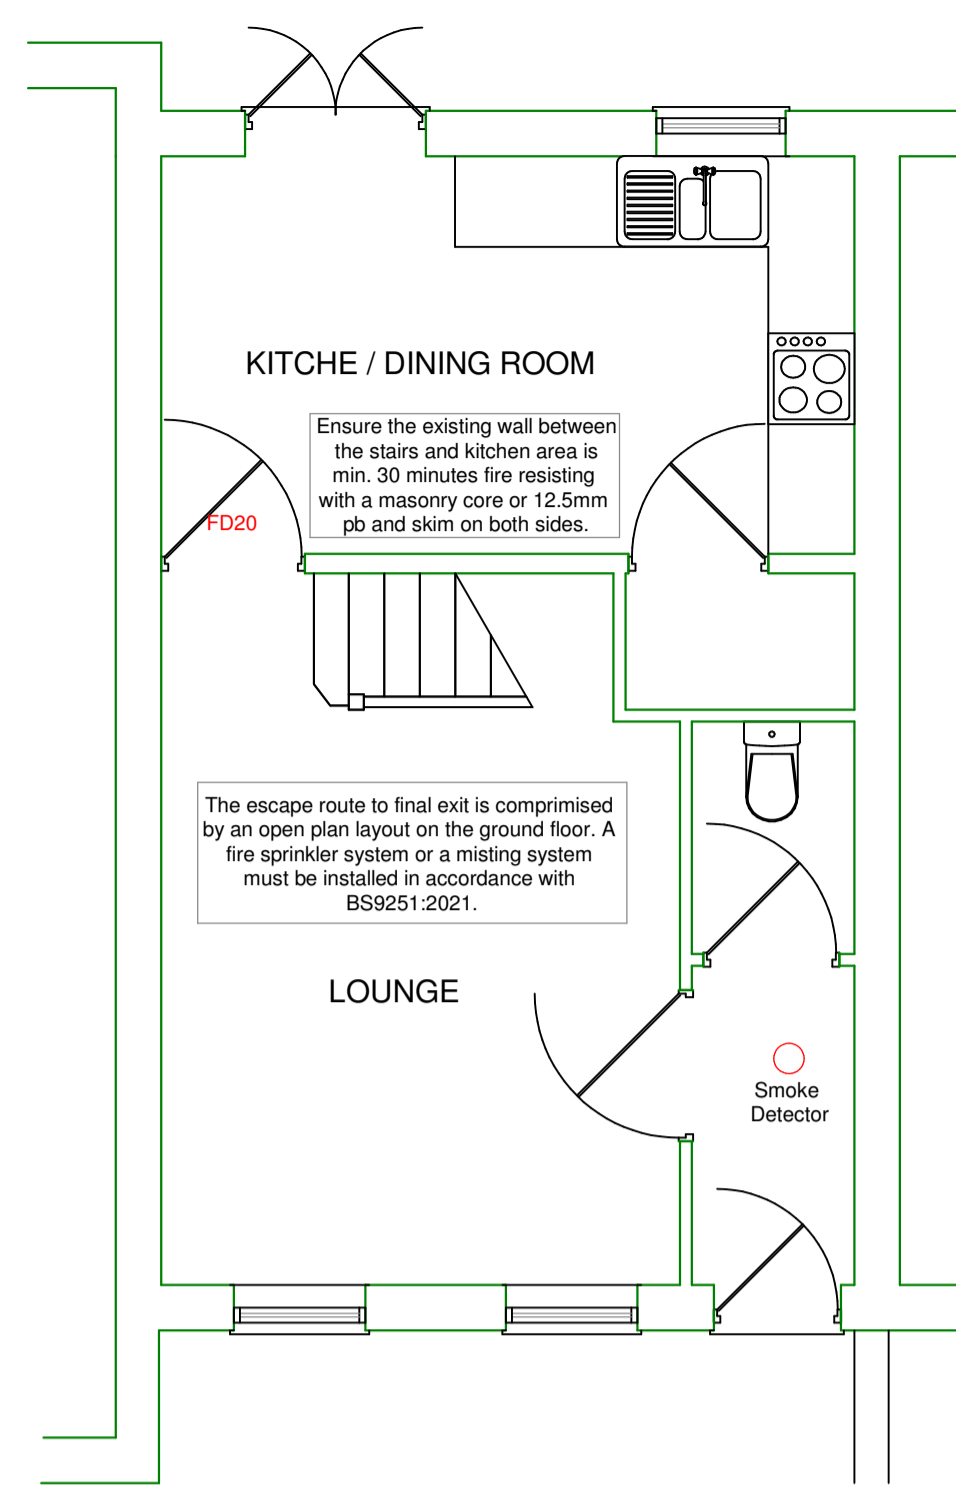 KITCHE / DINING ROOM
Ensure the existing wall between
the stairs and kitchen area is
min. 30 minutes fire resisting
with a masonry core or 12.5mm
pb and skim on both sides.
FD20
The escape route to final exit is comprimised
by an open plan layout on the ground floor. A
fire sprinkler system or a misting system
must be installed in accordance with
BS9251:2021.
LOUNGE
Smoke
Detector